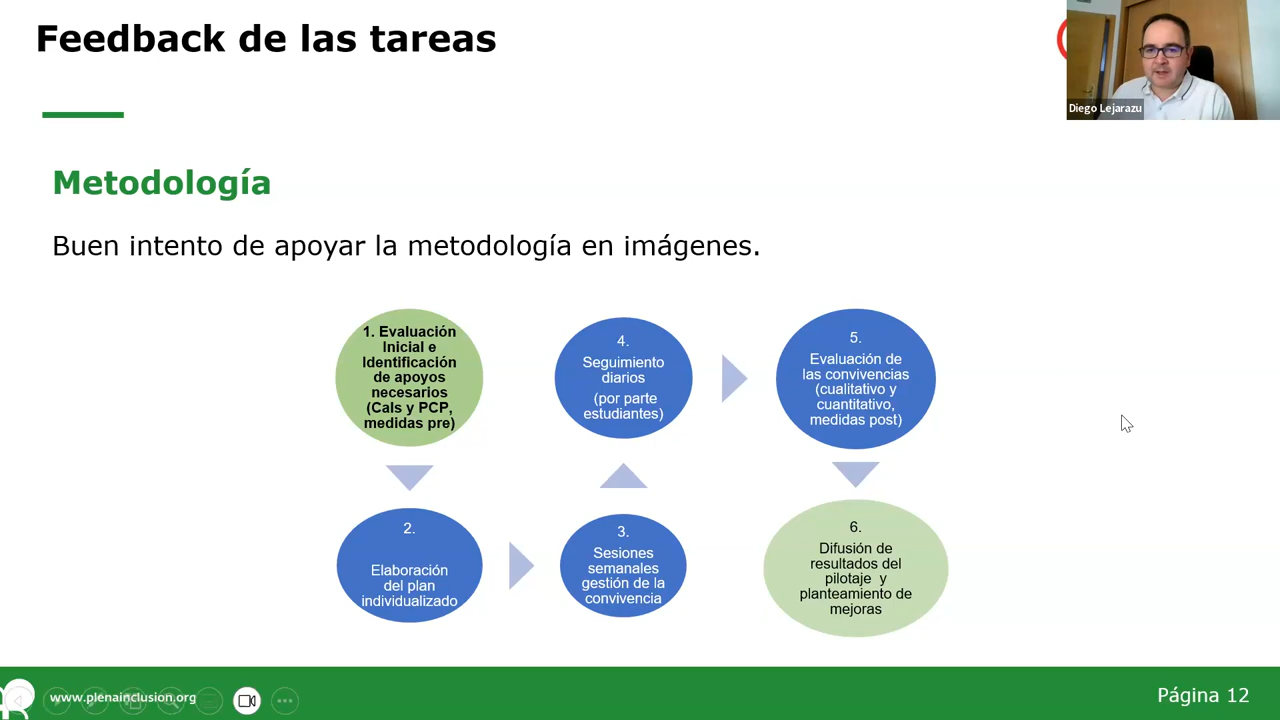 Feedback de las tareas
Diego Lejarazu
Metodología
Buen intento de apoyar la metodología en imágenes.
1. Evaluación
Inicial e
Identificación
de apoyos
necesarios
(Cals y PCP,
medidas pre)
2.
Elaboración
del plan
individualizado
3.
Sesiones
semanales
gestión de la
convivencia
4.
Seguimiento
diarios
(por parte
estudiantes)
5.
Evaluación de
las convivencias
(cualitativo y
cuantitativo,
medidas post)
6.
Difusión de
resultados del
pilotaje y
planteamiento de
mejoras
www.plenainclusion.org
Página 12